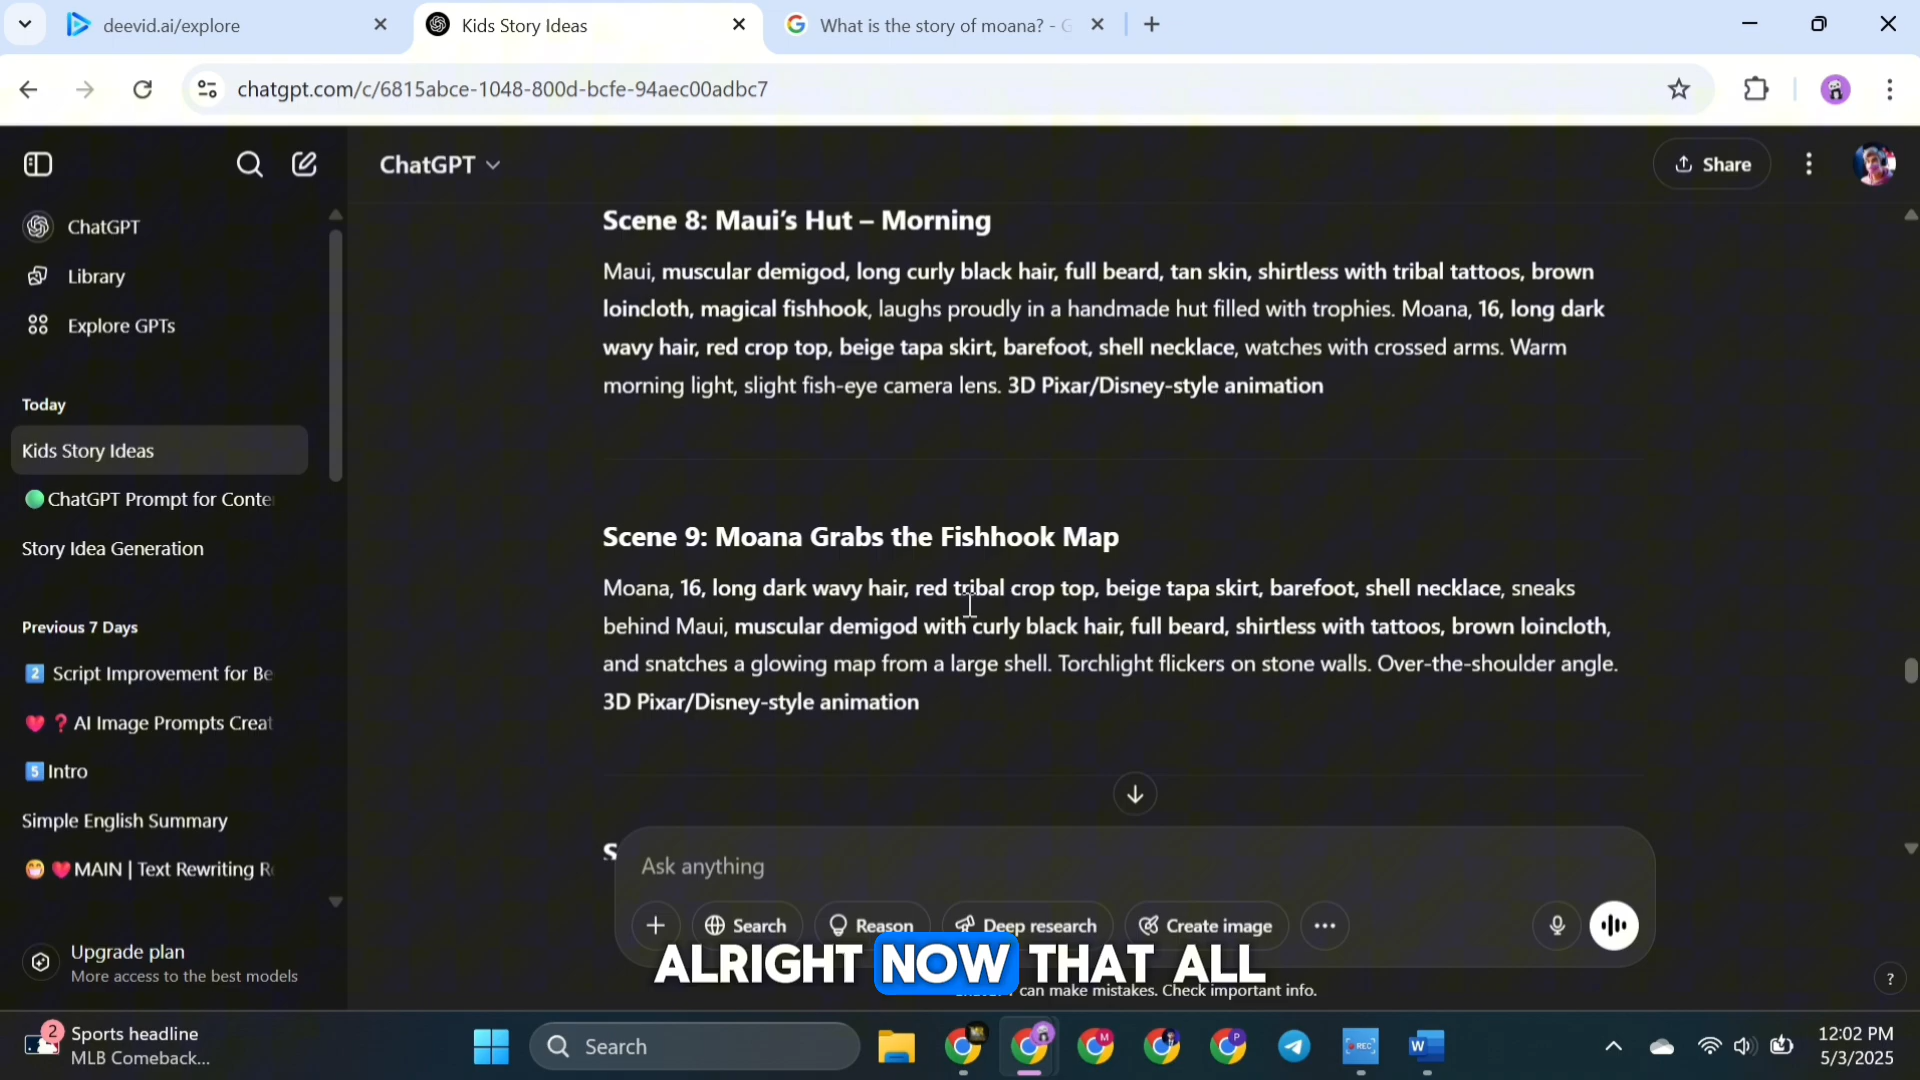 deevid.ai/explore
Kids Story Ideas
What is the story of moana? - G
chatgpt.com/c/6815abce-1048-800d-bcfe-94aec00adbc7
ChatGPT
Share
ChatGPT
Library
Explore GPTs
Today
Kids Story Ideas
ChatGPT Prompt for Conte
Story Idea Generation
Previous 7 Days
2 Script Improvement for Be
AI Image Prompts Creat
5 Intro
Simple English Summary
MAIN | Text Rewriting R
Upgrade plan
More access to the best models
Scene 8: Maui's Hut – Morning
Maui, muscular demigod, long curly black hair, full beard, tan skin, shirtless with tribal tattoos, brown
loincloth, magical fishhook, laughs proudly in a handmade hut filled with trophies. Moana, 16, long dark
wavy hair, red crop top, beige tapa skirt, barefoot, shell necklace, watches with crossed arms. Warm
morning light, slight fish-eye camera lens. 3D Pixar/Disney-style animation
Scene 9: Moana Grabs the Fishhook Map
Moana, 16, long dark wavy hair, red tribal crop top, beige tapa skirt, barefoot, shell necklace, sneaks
behind Maui, muscular demigod with curly black hair, full beard, shirtless with tattoos, brown loincloth,
and snatches a glowing map from a large shell. Torchlight flickers on stone walls. Over-the-shoulder angle.
3D Pixar/Disney-style animation
Ask anything
Search
Reason
Deep research
Create image
ALRIGHT NOW THAT ALL
can make mistakes. Check important info.
?
2
Sports headline
MLB Comeback...
Search
M
P
REC
W
12:02 PM
5/3/2025